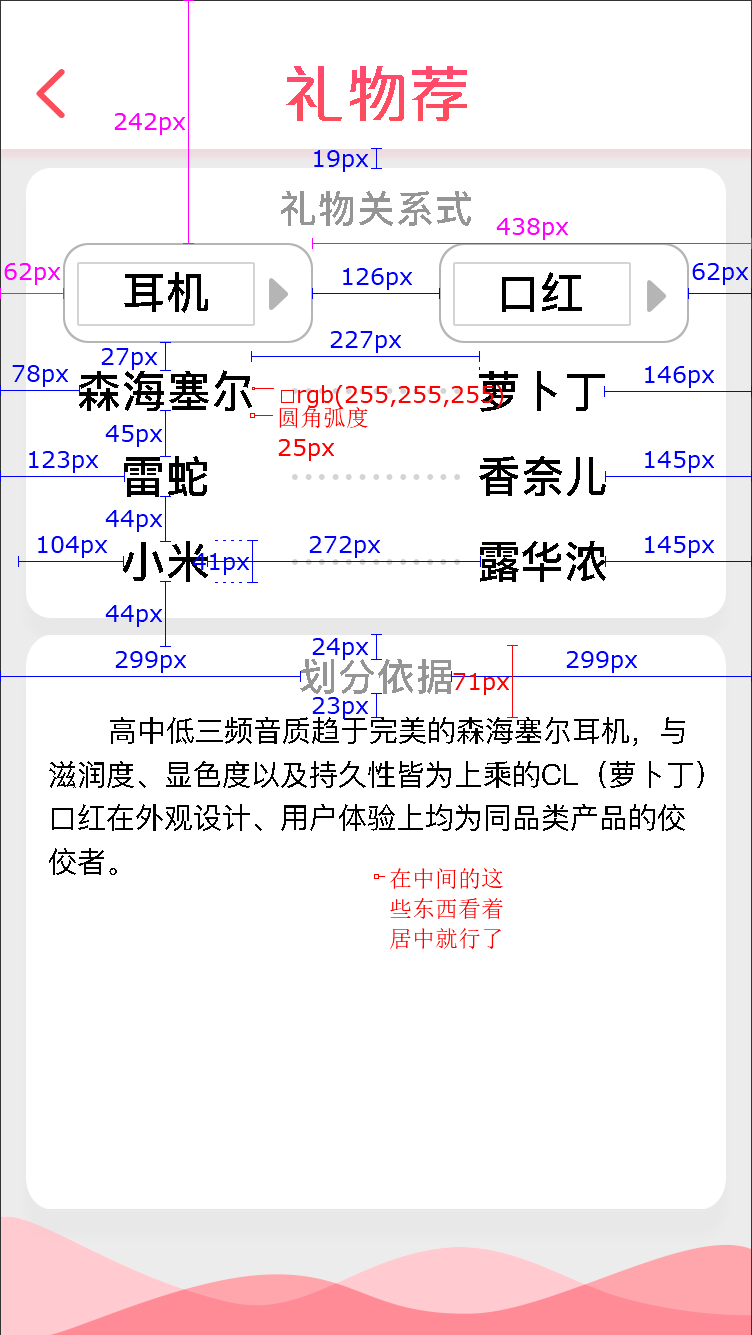 礼物荐
242px
19px
礼物关系式
438px
62px
耳机
126px
口红
62px
227px
27px
78px
森海塞尔
□rgb(255,255,255)
萝卜丁
146px
圆角弧度
25px
45px
123px
雷蛇
香奈儿
145px
44px
104px
小米
41px
272px
露华浓
145px
44px
24px
299px
划分依据
299px
71px
23px
高中低三频音质趋于完美的森海塞尔耳机，与
滋润度、显色度以及持久性皆为上乘的CL（萝卜丁）
口红在外观设计、用户体验上均为同品类产品的佼
佼者。
在中间的这
些东西看着
居中就行了